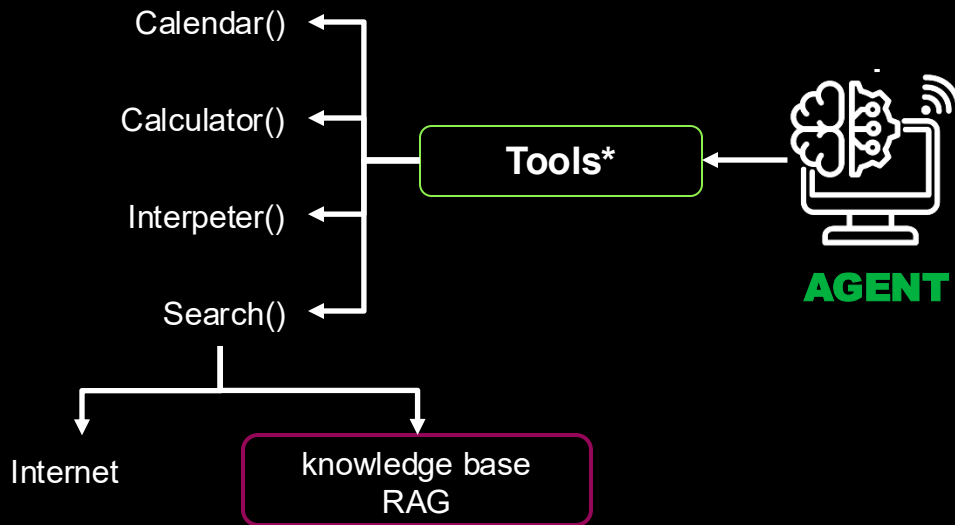 Calendar()
Calculator()
Tools*
Interpeter()
Search()
AGENT
Internet
knowledge base
RAG